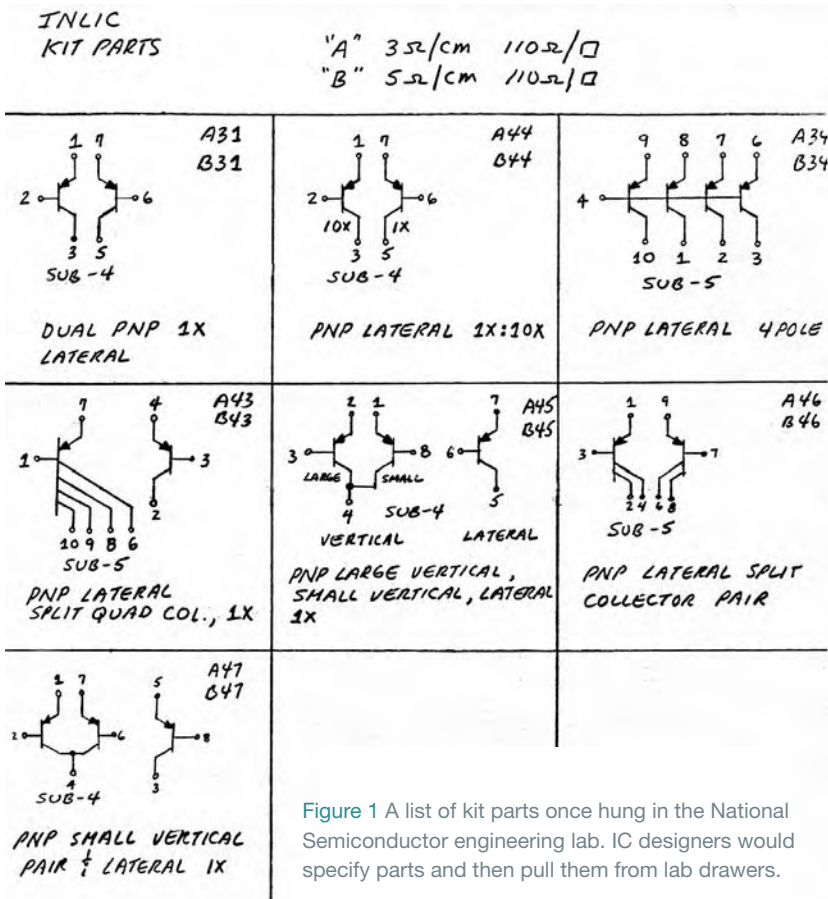 INLIC
KIT PARTS
"A" 3Ω/cm 110Ω/□
"B" 5Ω/cm 110Ω/□
1 7
A31
B31
2
6
3 5
SUB-4
DUAL PNP 1X
LATERAL
1 7
A44
B44
2
6
10X 1X
3 5
SUB-4
PNP LATERAL 1X:10X
9 8 7 6
A34
B34
4
10 1 2 3
SUB-5
PNP LATERAL 4 POLE
7 4
A43
B43
1
3
2
10 9 8 6
SUB-5
PNP LATERAL
SPLIT QUAD COL., 1X
2 1 7
A45
B45
3
8
6
LARGE SMALL
4
5
SUB-4
VERTICAL LATERAL
PNP LARGE VERTICAL,
SMALL VERTICAL, LATERAL
1X
1 9
A46
B46
3
7
2 4 6 8
SUB-5
PNP LATERAL SPLIT
COLLECTOR PAIR
1 7 5
A47
B47
2
6
8
4
3
SUB-4
PNP SMALL VERTICAL
PAIR & LATERAL 1X
Figure 1 A list of kit parts once hung in the National
Semiconductor engineering lab. IC designers would
specify parts and then pull them from lab drawers.